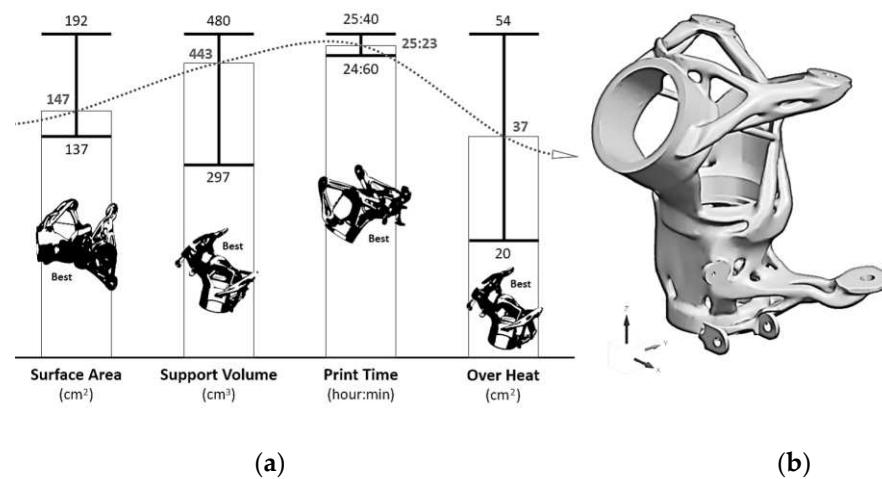 192
480
25:40
54
443
25:23
147
24:60
137
37
297
20
Best
Best
Best
Best
Surface Area
(cm²)
Support Volume
(cm³)
Print Time
(hour:min)
Over Heat
(cm²)
Z
Y
X
(a)
(b)